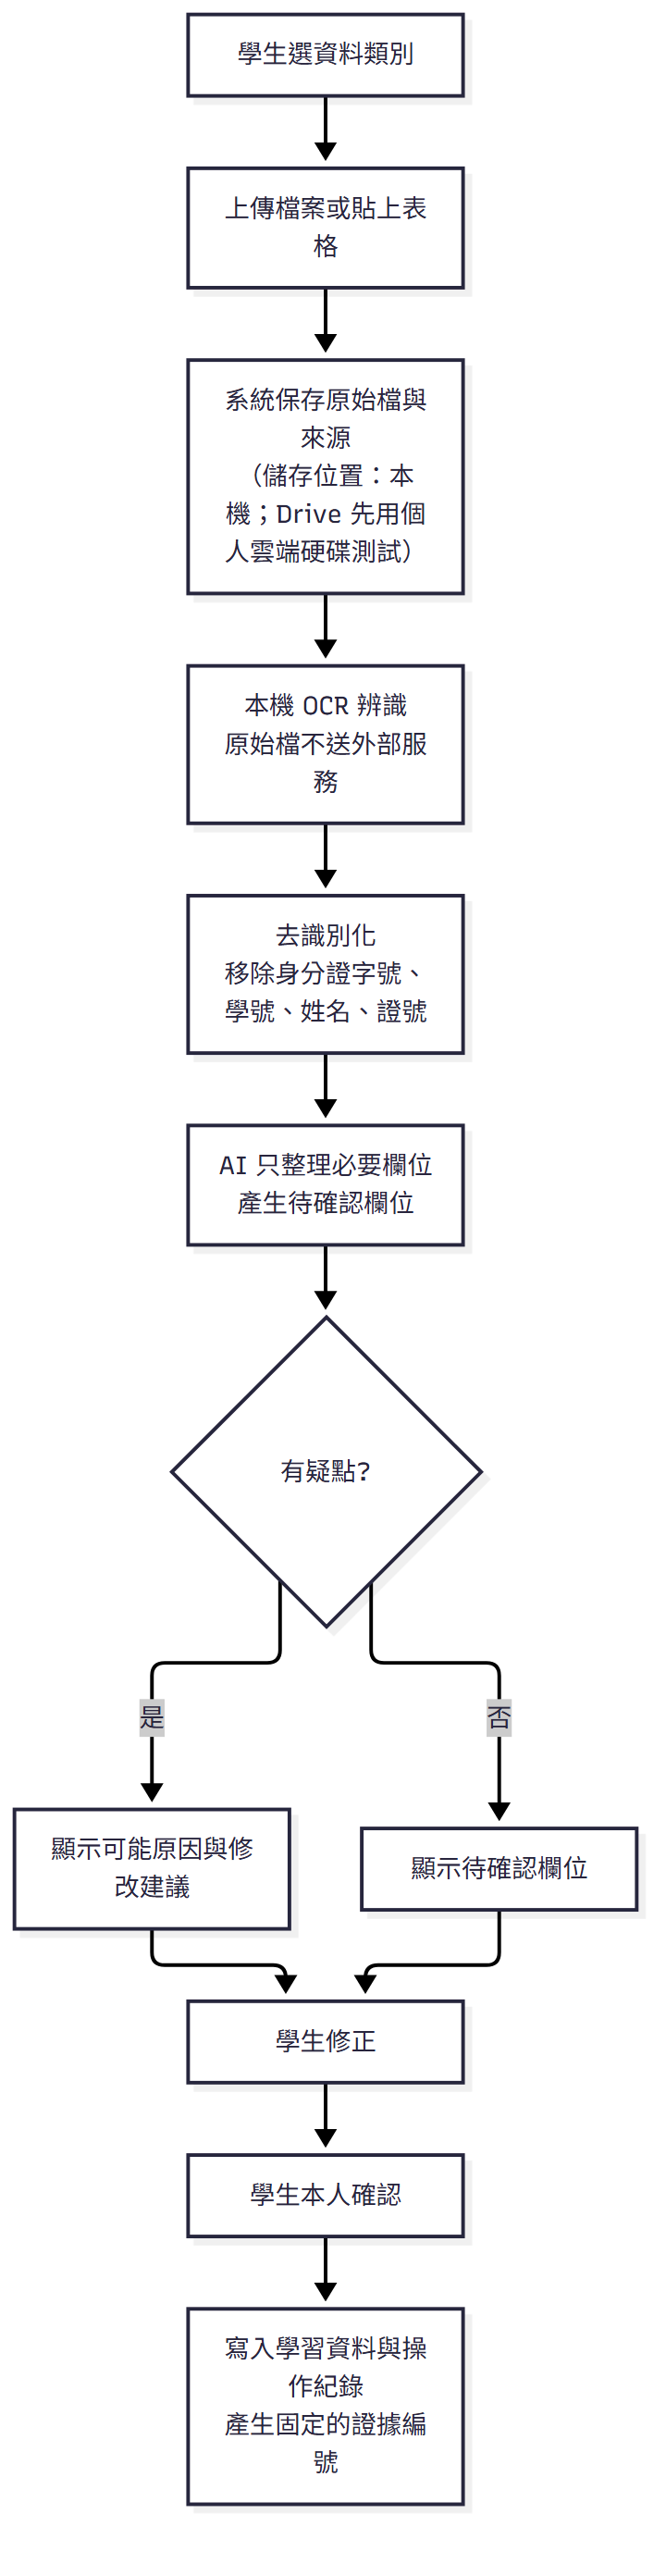 學生選資料類別
上傳檔案或貼上表
格
系統保存原始檔與
來源
（儲存位置：本
機；Drive 先用個
人雲端硬碟測試）
本機 OCR 辨識
原始檔不送外部服
務
去識別化
移除身分證字號、
學號、姓名、證號
AI 只整理必要欄位
產生待確認欄位
有疑點?
是
否
顯示可能原因與修
改建議
顯示待確認欄位
學生修正
學生本人確認
寫入學習資料與操
作紀錄
產生固定的證據編
號